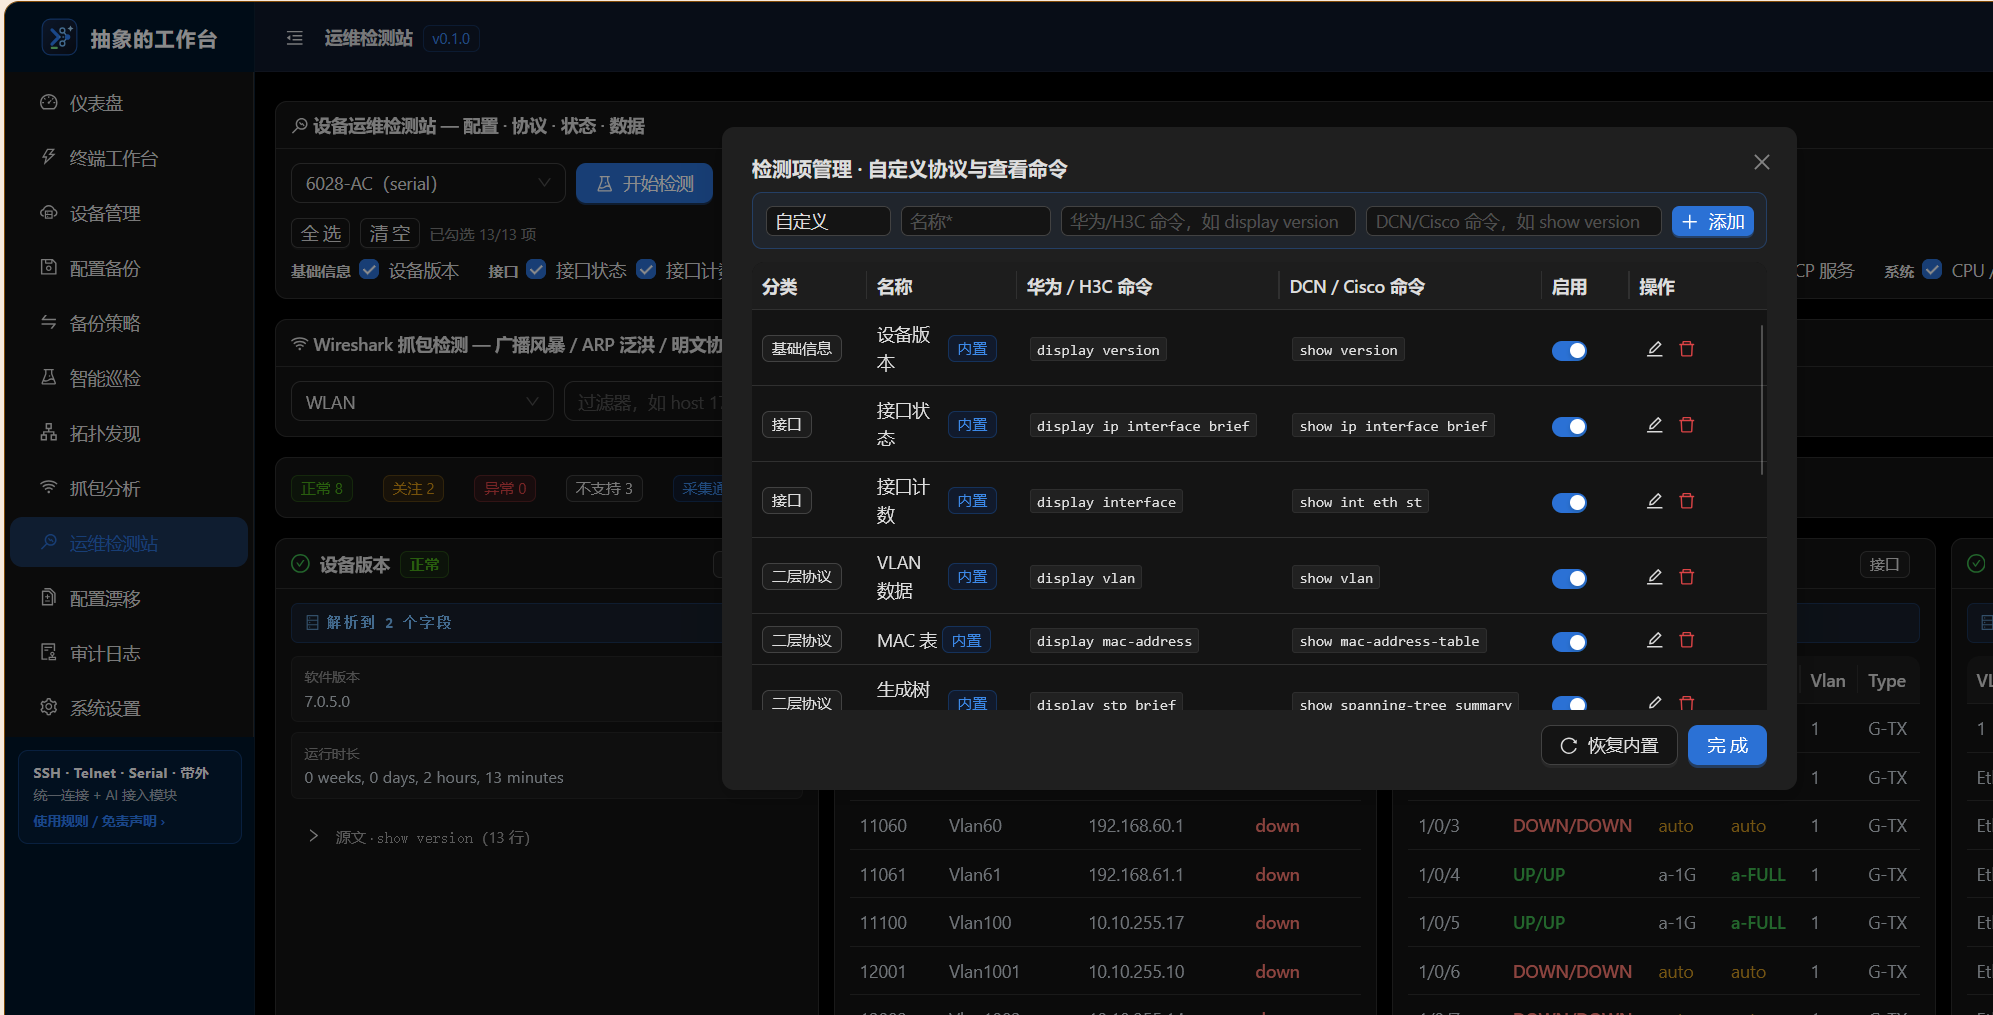 抽象的工作台
运维检测站 v0.1.0
仪表盘
终端工作台
设备管理
配置备份
备份策略
智能巡检
拓扑发现
抓包分析
运维检测站
配置漂移
审计日志
系统设置
SSH · Telnet · Serial · 带外
统一连接 + AI 接入模块
使用规则 / 免责声明 ›
设备运维检测站 — 配置 · 协议 · 状态 · 数据
6028-AC (serial) 开始检测
全选 清空 已勾选 13/13 项
基础信息 设备版本 接口 接口状态 接口计数
CP 服务 系统 CPU /
Wireshark 抓包检测 — 广播风暴 / ARP 泛洪 / 明文协
WLAN 过滤器，如 host 17
正常 8 关注 2 异常 0 不支持 3 采集通
设备版本 正常
解析到 2 个字段
软件版本
7.0.5.0
运行时长
0 weeks, 0 days, 2 hours, 13 minutes
源文 · show version (13 行)
检测项管理 · 自定义协议与查看命令
自定义 名称* 华为/H3C 命令，如 display version DCN/Cisco 命令，如 show version 添加
分类 名称 华为 / H3C 命令 DCN / Cisco 命令 启用 操作
基础信息 设备版本 内置 display version show version
接口 接口状态 内置 display ip interface brief show ip interface brief
接口 接口计数 内置 display interface show int eth st
二层协议 VLAN 数据 内置 display vlan show vlan
二层协议 MAC 表 内置 display mac-address show mac-address-table
二层协议 生成树 内置 display stp brief show spanning-tree summary
恢复内置 完成
11060 Vlan60 192.168.60.1 down
11061 Vlan61 192.168.61.1 down
11100 Vlan100 10.10.255.17 down
12001 Vlan1001 10.10.255.10 down
接口
Vlan Type
1 G-TX
1 G-TX
1/0/3 DOWN/DOWN auto auto 1 G-TX
1/0/4 UP/UP a-1G a-FULL 1 G-TX
1/0/5 UP/UP a-1G a-FULL 1 G-TX
1/0/6 DOWN/DOWN auto auto 1 G-TX
VL
1
Et
Et
Et
Et
Et